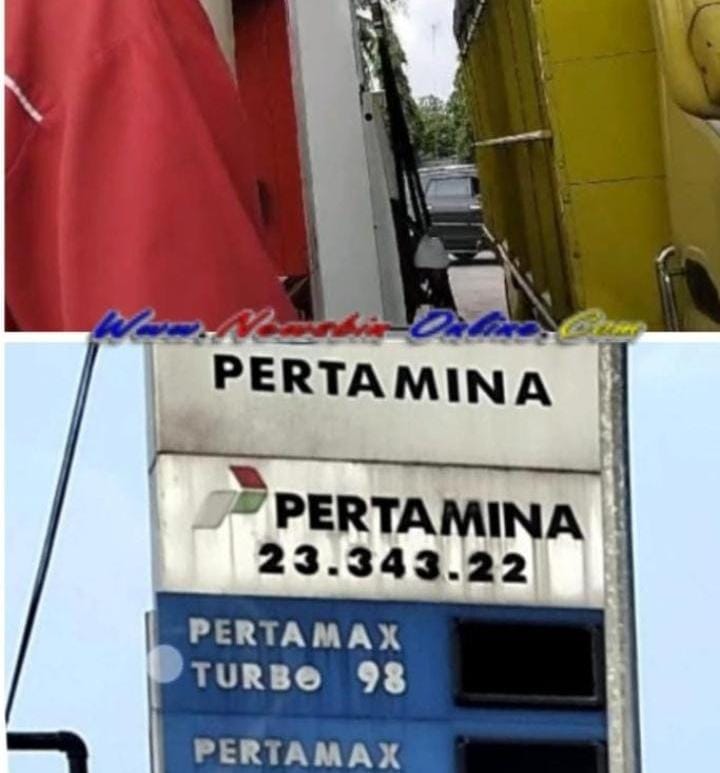 Www. Newsbin Online. Com
PERTAMINA
PERTAMINA
23.343.22
PERTAMAX
TURBO 98
PERTAMAX